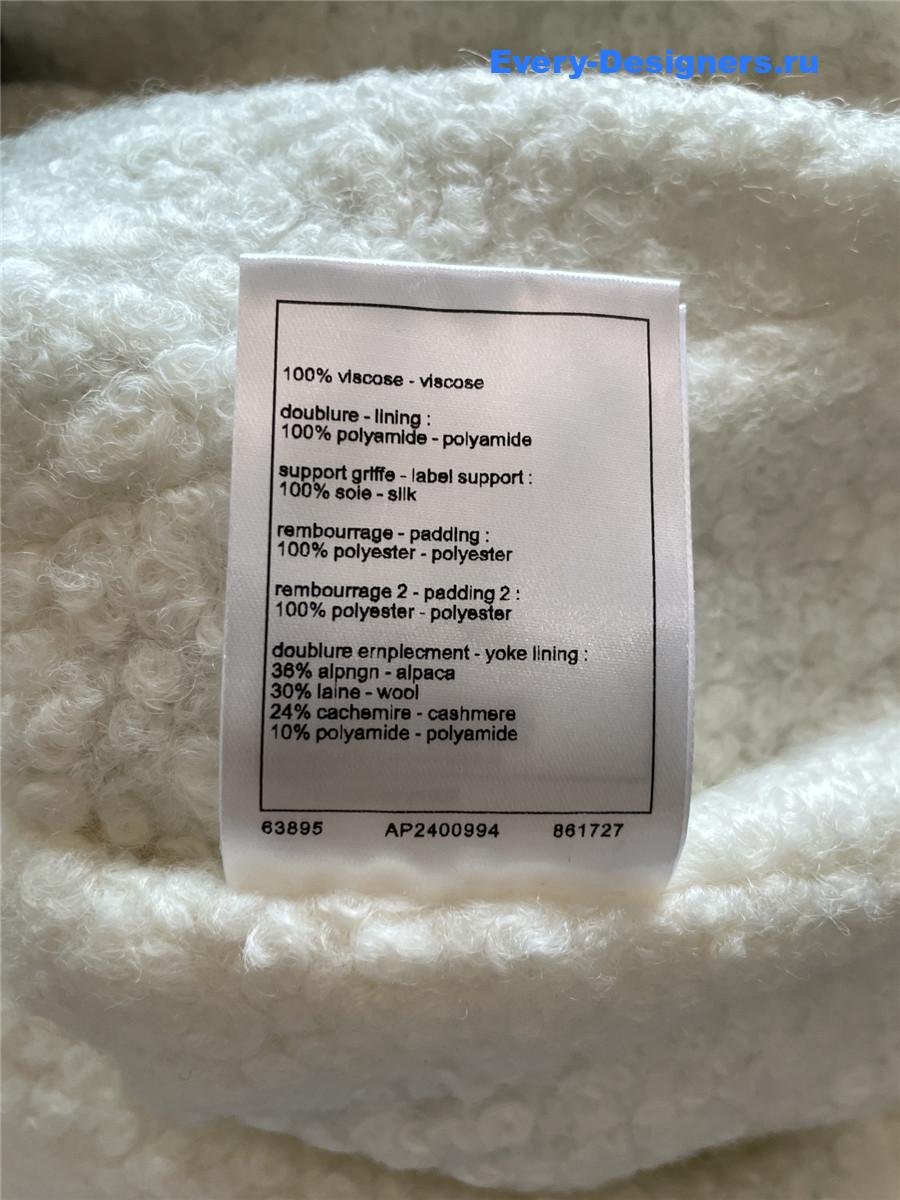 Every-Designers.ru
100% viscose - viscose
doublure - lining :
100% polyamide - polyamide
support griffe - label support :
100% soie - silk
rembourrage - padding :
100% polyester - polyester
rembourrage 2 - padding 2 :
100% polyester - polyester
doublure ernplecment - yoke lining :
36% alpngn - alpaca
30% laine - wool
24% cachemire - cashmere
10% polyamide - polyamide
63895 AP2400994 861727